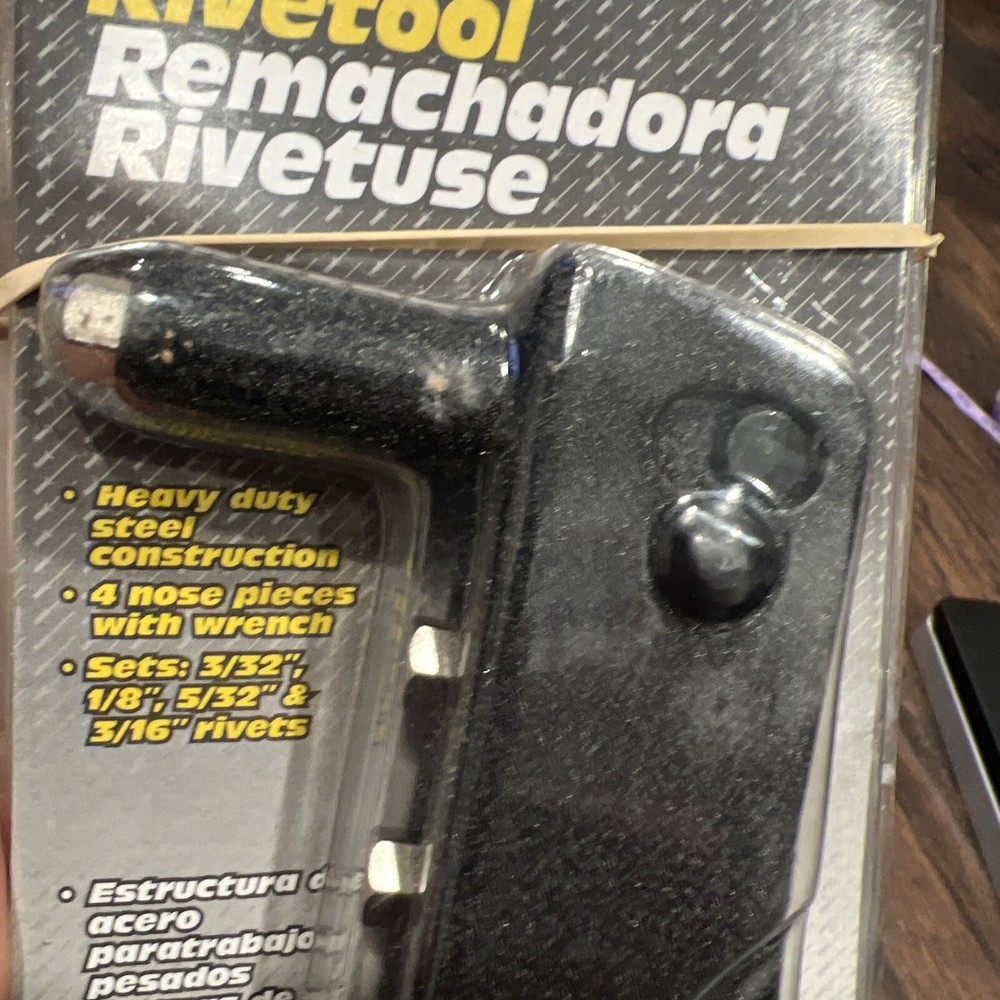 Rivetool
Remachadora
Rivetuse
• Heavy duty
steel
construction
• 4 nose pieces
with wrench
• Sets: 3/32",
1/8", 5/32" &
3/16" rivets
• Estructura
acero
paratrabajo
pesados
de